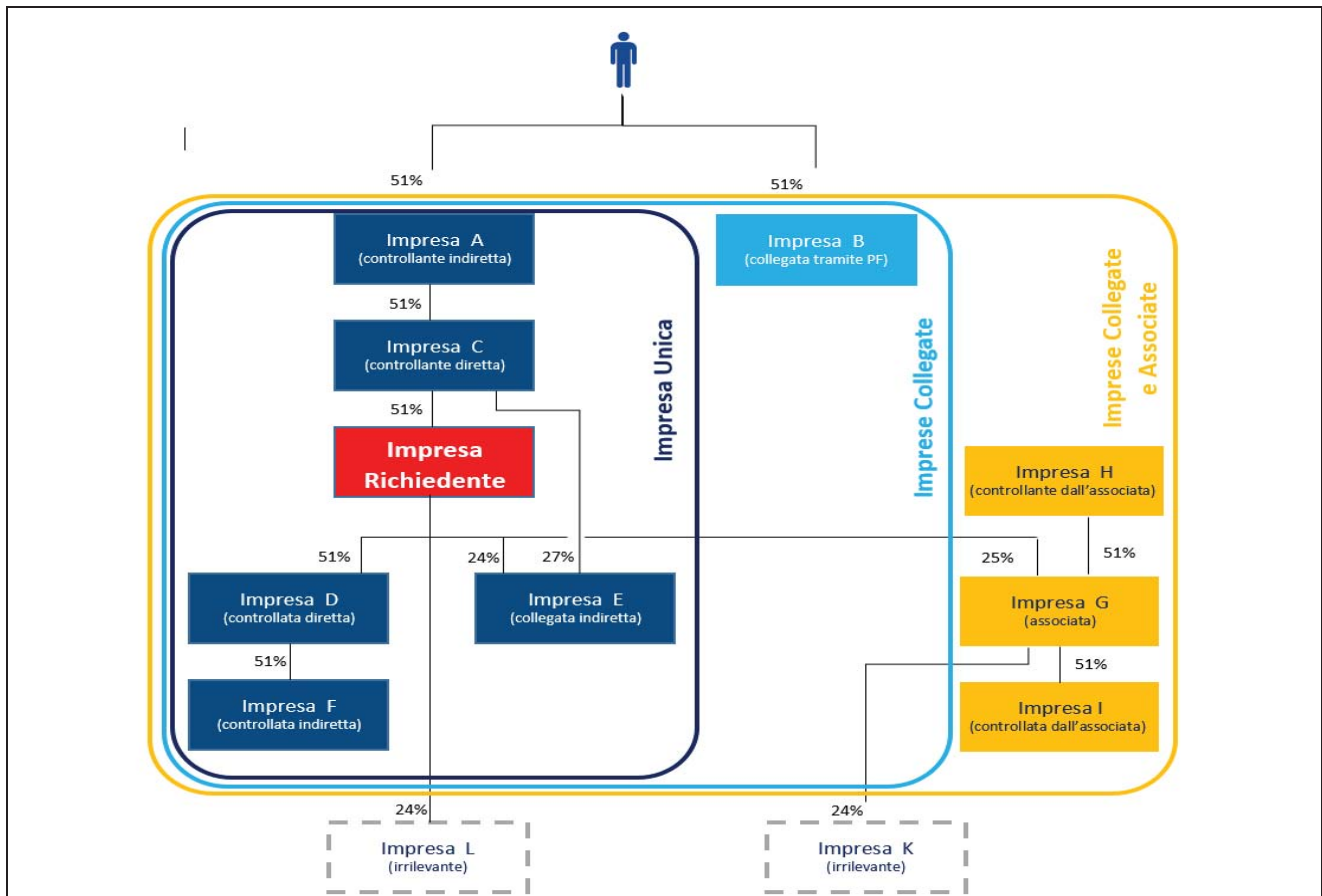 51%
51%
Impresa A
(controllante indiretta)
Impresa B
(collegata tramite PF)
51%
Impresa C
(controllante diretta)
51%
Impresa
Richiedente
Impresa Unica
Imprese Collegate
Imprese Collegate
e Associate
Impresa H
(controllante dall'associata)
51%
24%
27%
25%
51%
Impresa D
(controllata diretta)
Impresa E
(collegata indiretta)
Impresa G
(associata)
51%
51%
Impresa F
(controllata indiretta)
Impresa I
(controllata dall'associata)
24%
24%
Impresa L
(irrilevante)
Impresa K
(irrilevante)